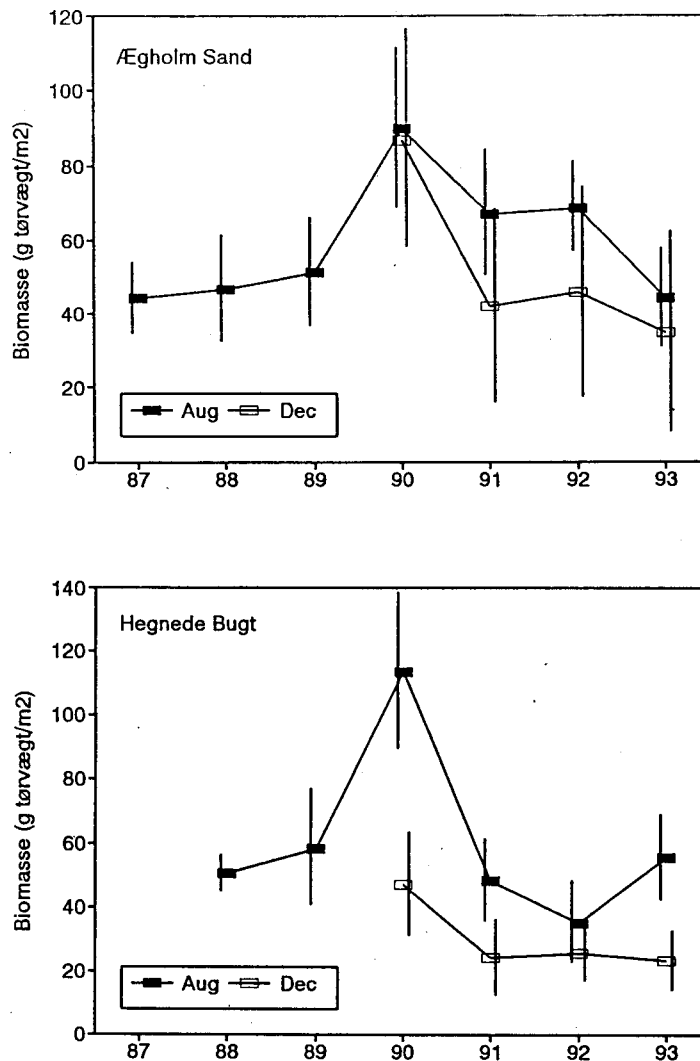 Ægholm Sand
Biomasse (g tørvægt/m2)
120
100
80
60
40
20
0
Aug Dec
87 88 89 90 91 92 93
Hegnede Bugt
Biomasse (g tørvægt/m2)
140
120
100
80
60
40
20
0
Aug Dec
87 88 89 90 91 92 93